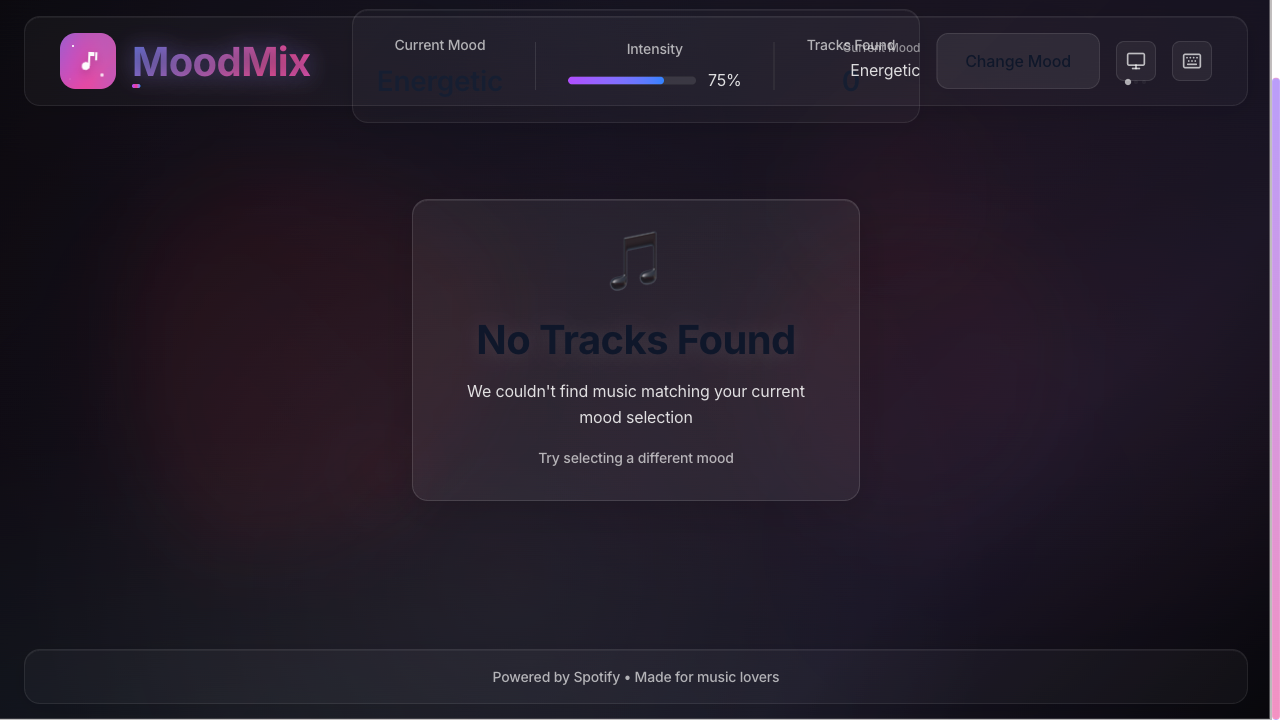 MoodMix
Current Mood
Energetic
Intensity
75%
Tracks Found
0
Current Mood
Energetic
Change Mood
No Tracks Found
We couldn't find music matching your current
mood selection
Try selecting a different mood
Powered by Spotify • Made for music lovers